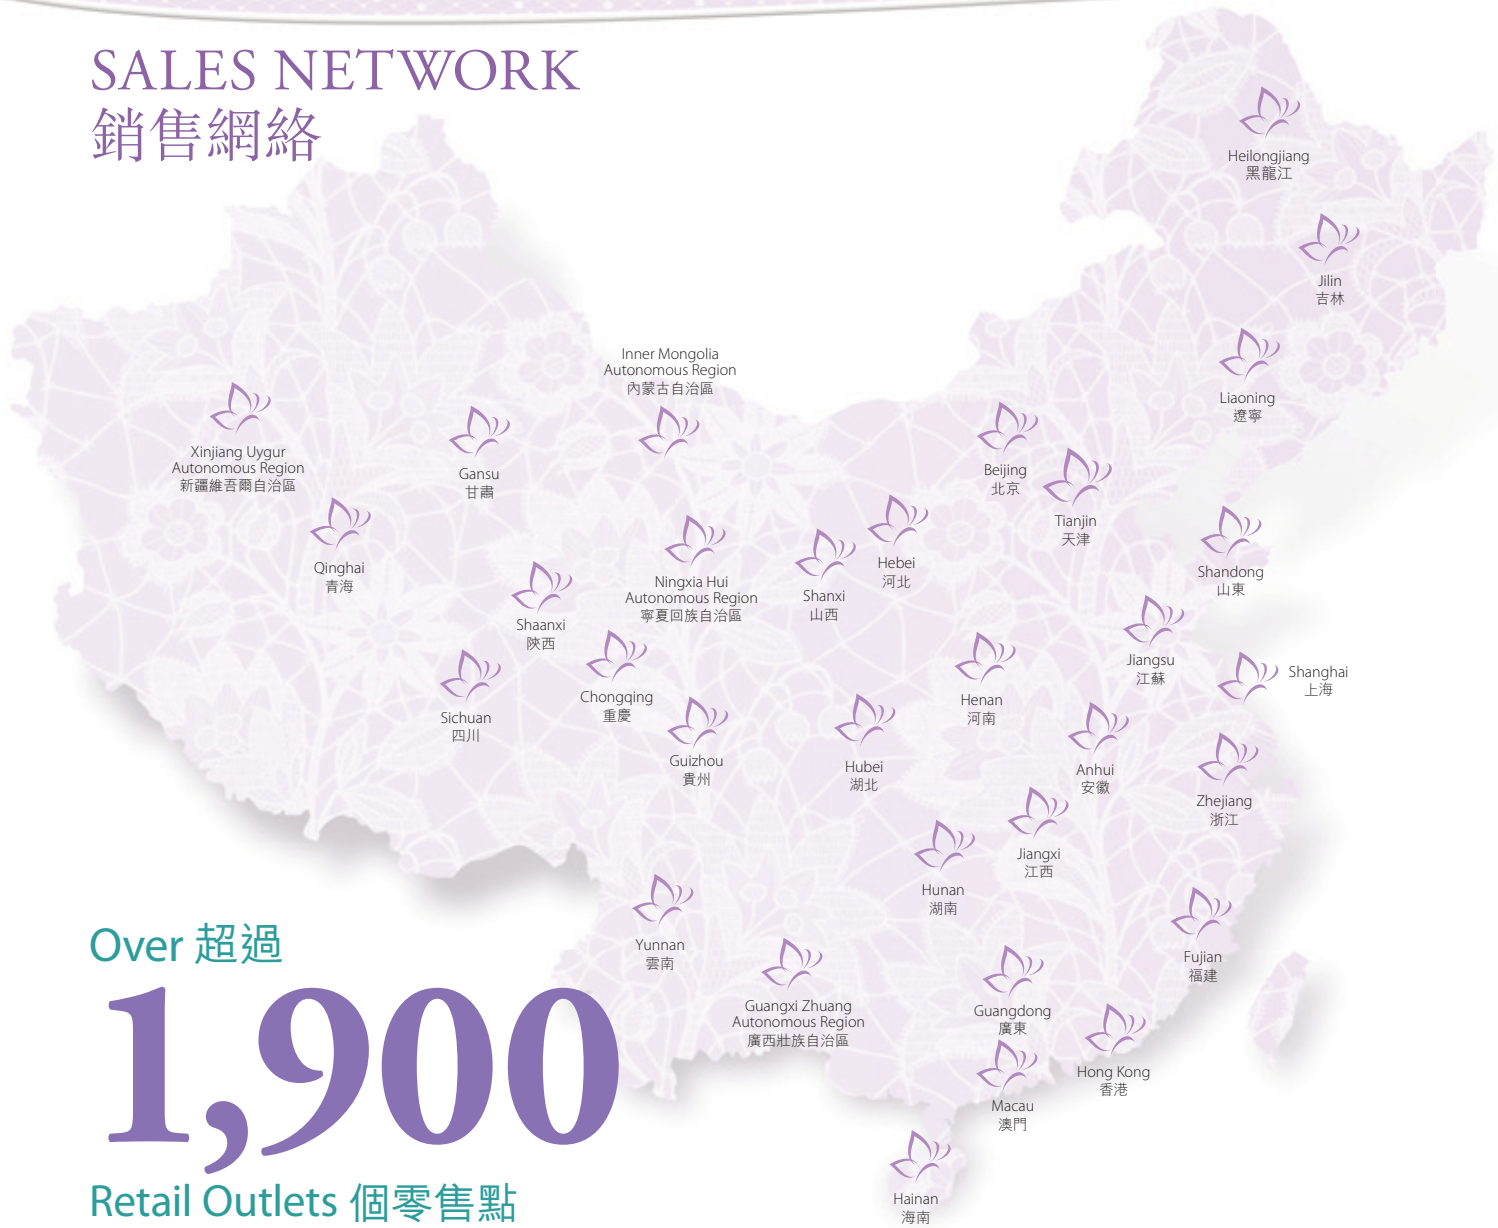 SALES NETWORK
銷售網絡
Heilongjiang
黑龍江
Jilin
吉林
Inner Mongolia
Autonomous Region
內蒙古自治區
Liaoning
遼寧
Xinjiang Uygur
Autonomous Region
新疆維吾爾自治區
Gansu
甘肅
Beijing
北京
Tianjin
天津
Qinghai
青海
Ningxia Hui
Autonomous Region
寧夏回族自治區
Hebei
河北
Shanxi
山西
Shandong
山東
Shaanxi
陝西
Jiangsu
江蘇
Shanghai
上海
Sichuan
四川
Chongqing
重慶
Henan
河南
Guizhou
貴州
Hubei
湖北
Anhui
安徽
Zhejiang
浙江
Jiangxi
江西
Hunan
湖南
Yunnan
雲南
Fujian
福建
Guangxi Zhuang
Autonomous Region
廣西壯族自治區
Guangdong
廣東
Hong Kong
香港
Macau
澳門
Hainan
海南
Over 超過
1,900
Retail Outlets 個零售點